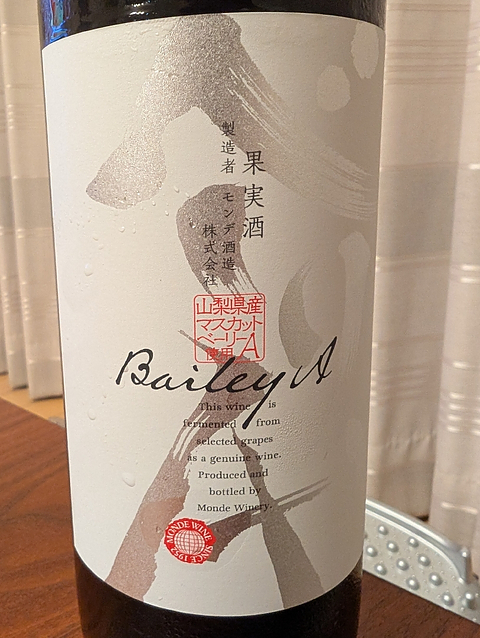 果実酒
製造者 モンデ酒造
株式会社
山梨県産
マスカット
ベーリーA
使用
Bailey A
This wine is
fermented from
selected grapes
as a genuine wine.
Produced and
bottled by
Monde Winery.
MONDE WINE
SINCE 1952